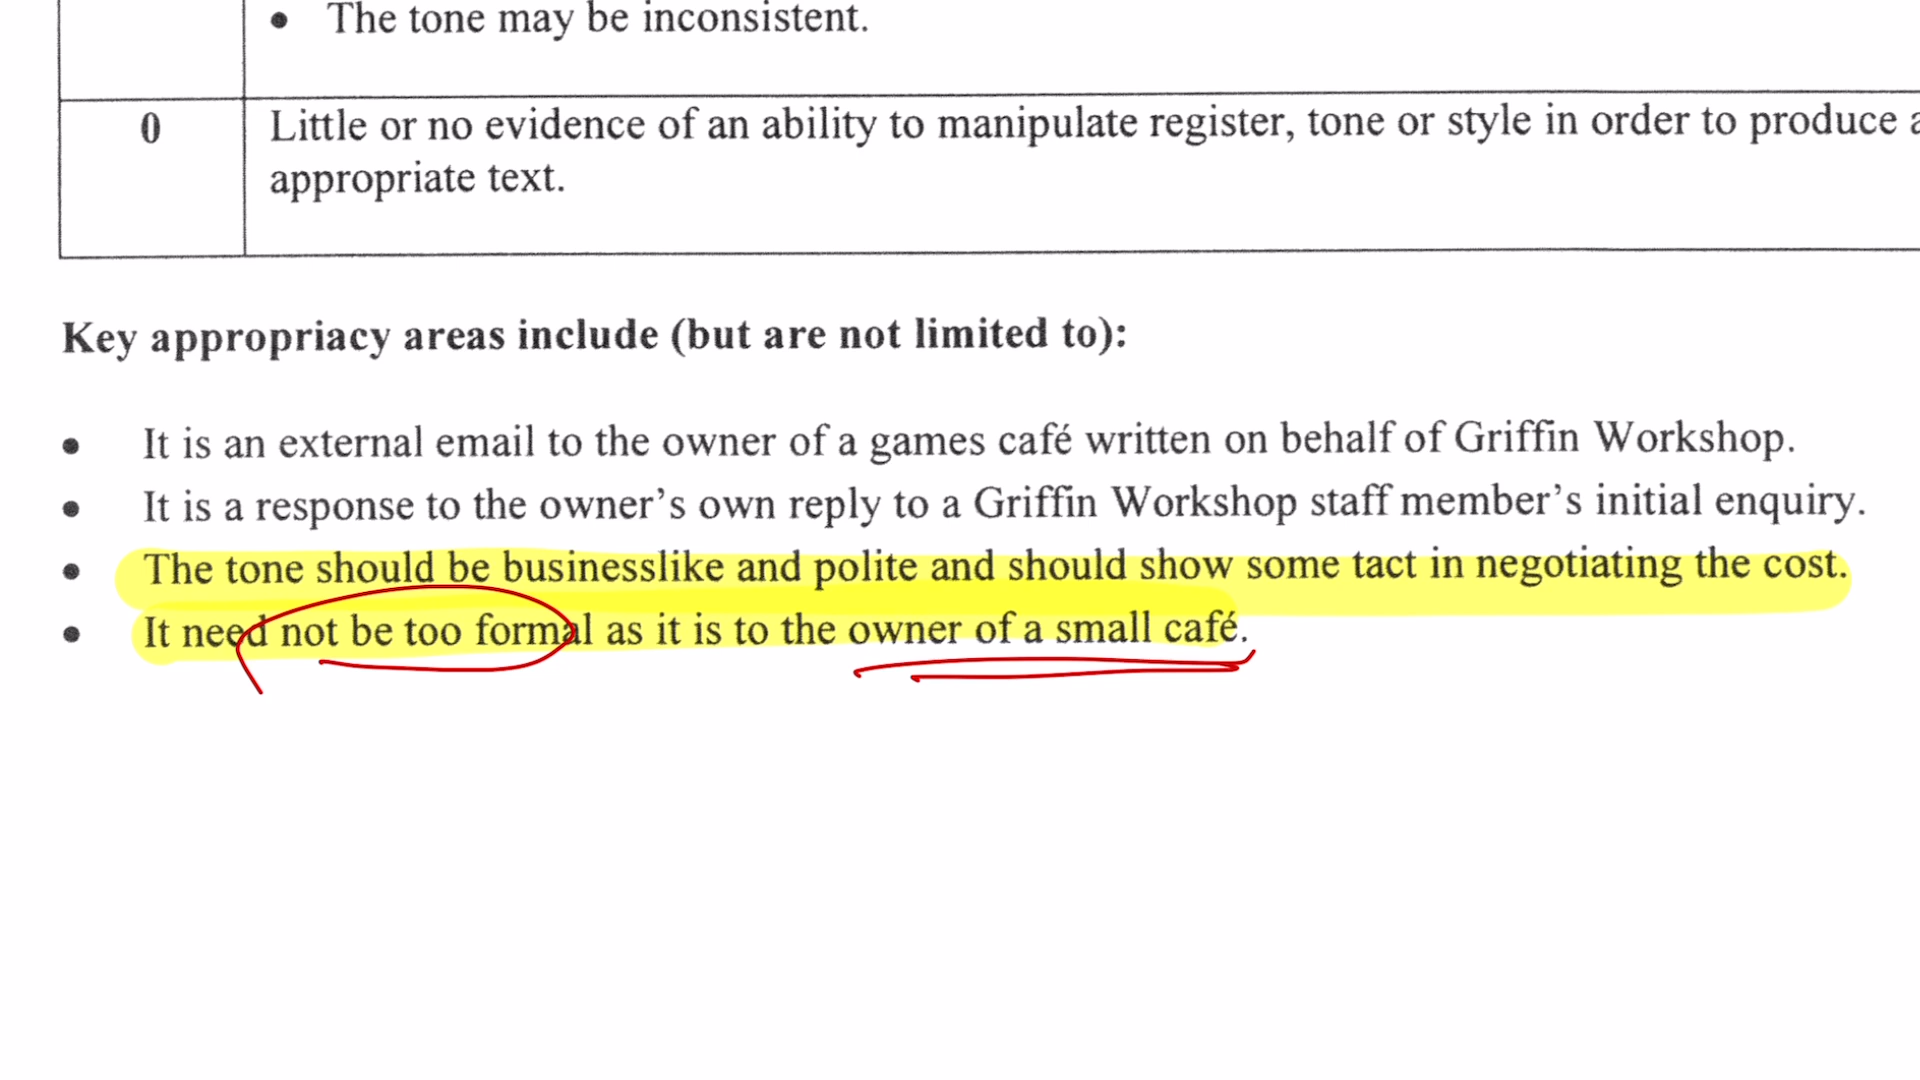 • The tone may be inconsistent.
0 Little or no evidence of an ability to manipulate register, tone or style in order to produce
appropriate text.
Key appropriacy areas include (but are not limited to):
• It is an external email to the owner of a games café written on behalf of Griffin Workshop.
• It is a response to the owner’s own reply to a Griffin Workshop staff member’s initial enquiry.
• The tone should be businesslike and polite and should show some tact in negotiating the cost.
• It need not be too formal as it is to the owner of a small café.